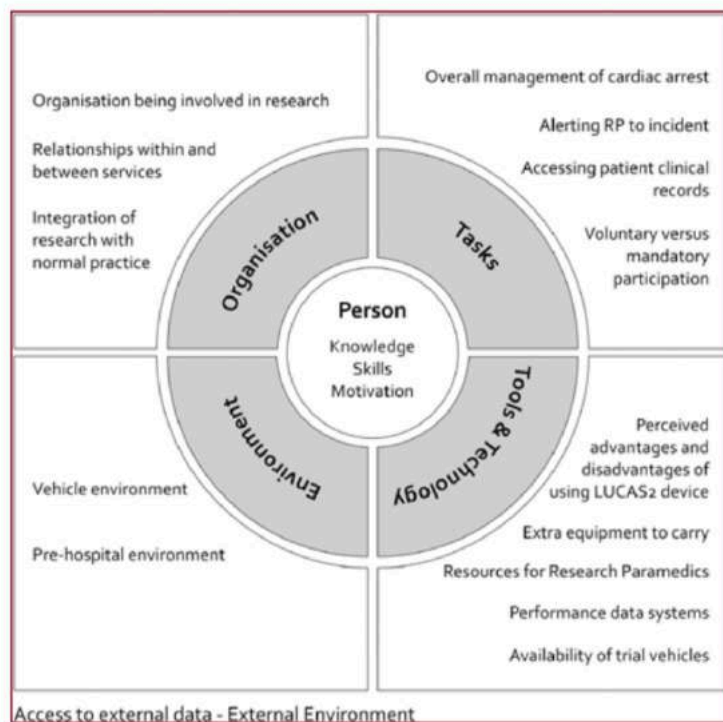 Organisation being involved in research
Relationships within and
between services
Integration of
research with
normal practice
Organisation
Overall management of cardiac arrest
Alerting RP to incident
Accessing patient clinical
records
Voluntary versus
mandatory
participation
Tasks
Person
Knowledge
Skills
Motivation
Environment
Vehicle environment
Pre-hospital environment
Tools & Technology
Perceived
advantages and
disadvantages of
using LUCAS2 device
Extra equipment to carry
Resources for Research Paramedics
Performance data systems
Availability of trial vehicles
Access to external data - External Environment